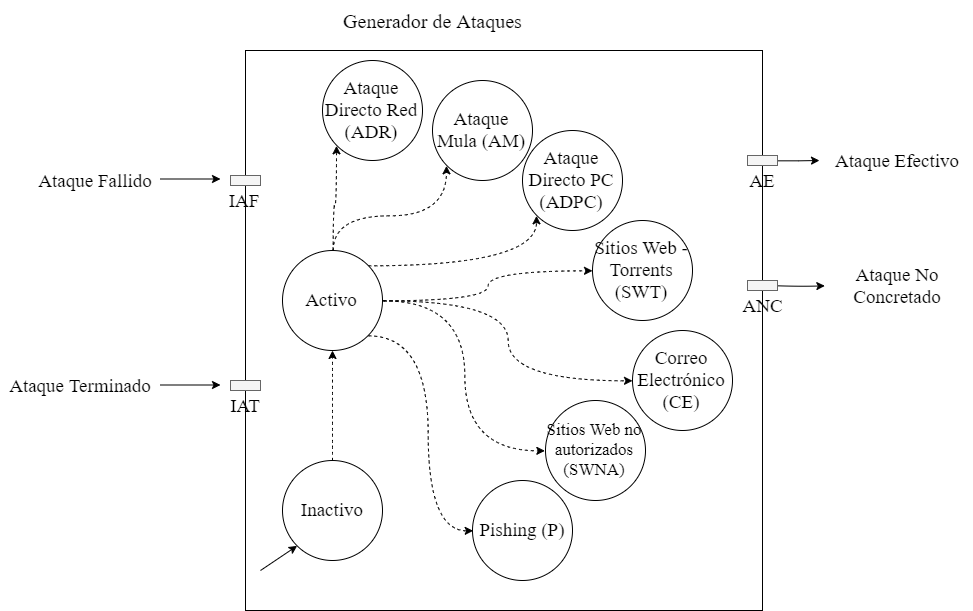 Generador de Ataques
Ataque
Directo Red
(ADR)
Ataque
Mula (AM)
Ataque
Directo PC
(ADPC)
Ataque Fallido
IAF
Ataque Efectivo
AE
Sitios Web -
Torrents
(SWT)
Activo
Ataque No
Concretado
ANC
Correo
Electrónico
(CE)
Ataque Terminado
IAT
Sitios Web no
autorizados
(SWNA)
Inactivo
Pishing (P)